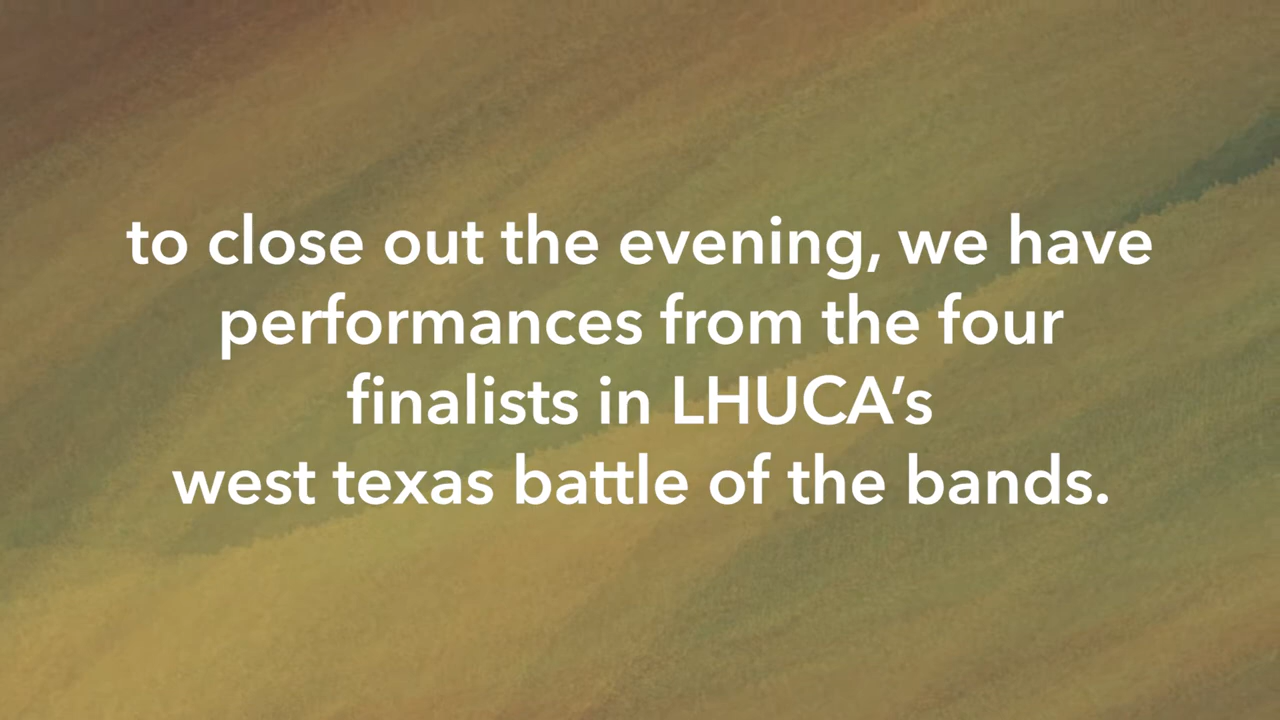 to close out the evening, we have
performances from the four
finalists in LHUCA’s
west texas battle of the bands.